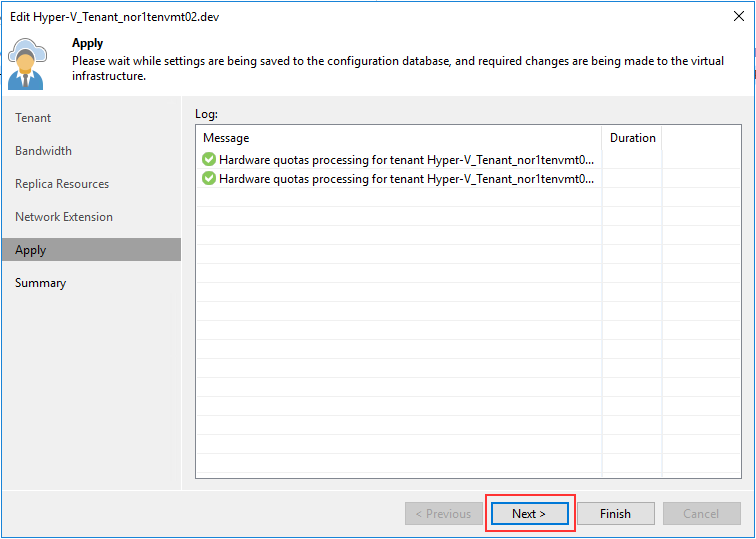 Edit Hyper-V_Tenant_nor1tenvmt02.dev
Apply
Please wait while settings are being saved to the configuration database, and required changes are being made to the virtual
infrastructure.
Tenant
Bandwidth
Replica Resources
Network Extension
Apply
Summary
Log:
Message Duration
Hardware quotas processing for tenant Hyper-V_Tenant_nor1tenvmt0...
Hardware quotas processing for tenant Hyper-V_Tenant_nor1tenvmt0...
< Previous Next > Finish Cancel